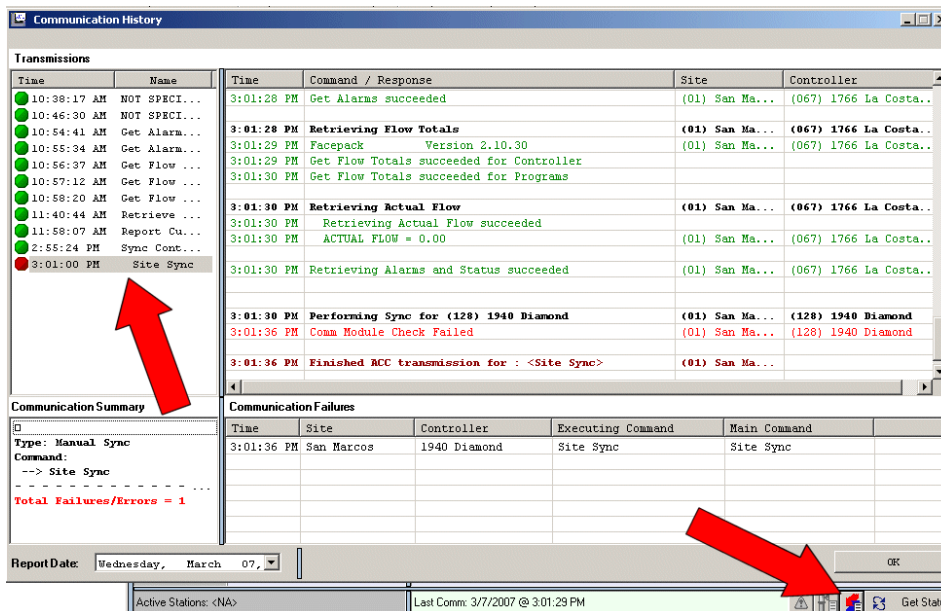 Communication History
Transmissions
Time Name
10:38:17 AM NOT SPECI...
10:46:30 AM NOT SPECI...
10:54:41 AM Get Alarm...
10:55:34 AM Get Alarm...
10:56:37 AM Get Flow ...
10:57:12 AM Get Flow ...
10:58:20 AM Get Flow ...
11:40:44 AM Retrieve ...
11:58:07 AM Report Cu...
2:55:24 PM Sync Cont...
3:01:00 PM Site Sync
Time Command / Response Site Controller
3:01:28 PM Get Alarms succeeded (01) San Ma... (067) 1766 La Costa..
3:01:28 PM Retrieving Flow Totals (01) San Ma... (067) 1766 La Costa..
3:01:29 PM Facepack Version 2.10.30 (01) San Ma... (067) 1766 La Costa..
3:01:29 PM Get Flow Totals succeeded for Controller
3:01:30 PM Get Flow Totals succeeded for Programs
3:01:30 PM Retrieving Actual Flow (01) San Ma... (067) 1766 La Costa..
3:01:30 PM Retrieving Actual Flow succeeded
3:01:30 PM ACTUAL FLOW = 0.00 (01) San Ma... (067) 1766 La Costa..
3:01:30 PM Retrieving Alarms and Status succeeded (01) San Ma... (067) 1766 La Costa..
3:01:30 PM Performing Sync for (128) 1940 Diamond (01) San Ma... (128) 1940 Diamond
3:01:36 PM Comm Module Check Failed (01) San Ma... (128) 1940 Diamond
3:01:36 PM Finished ACC transmission for : <Site Sync> (01) San Ma...
Communication Summary
Type: Manual Sync
Command:
--> Site Sync
- - - - - - - - - - - - - ...
Total Failures/Errors = 1
Communication Failures
Time Site Controller Executing Command Main Command
3:01:36 PM San Marcos 1940 Diamond Site Sync Site Sync
Report Date: Wednesday, March 07,
OK
Active Stations: <NA> Last Comm: 3/7/2007 @ 3:01:29 PM Get Stat